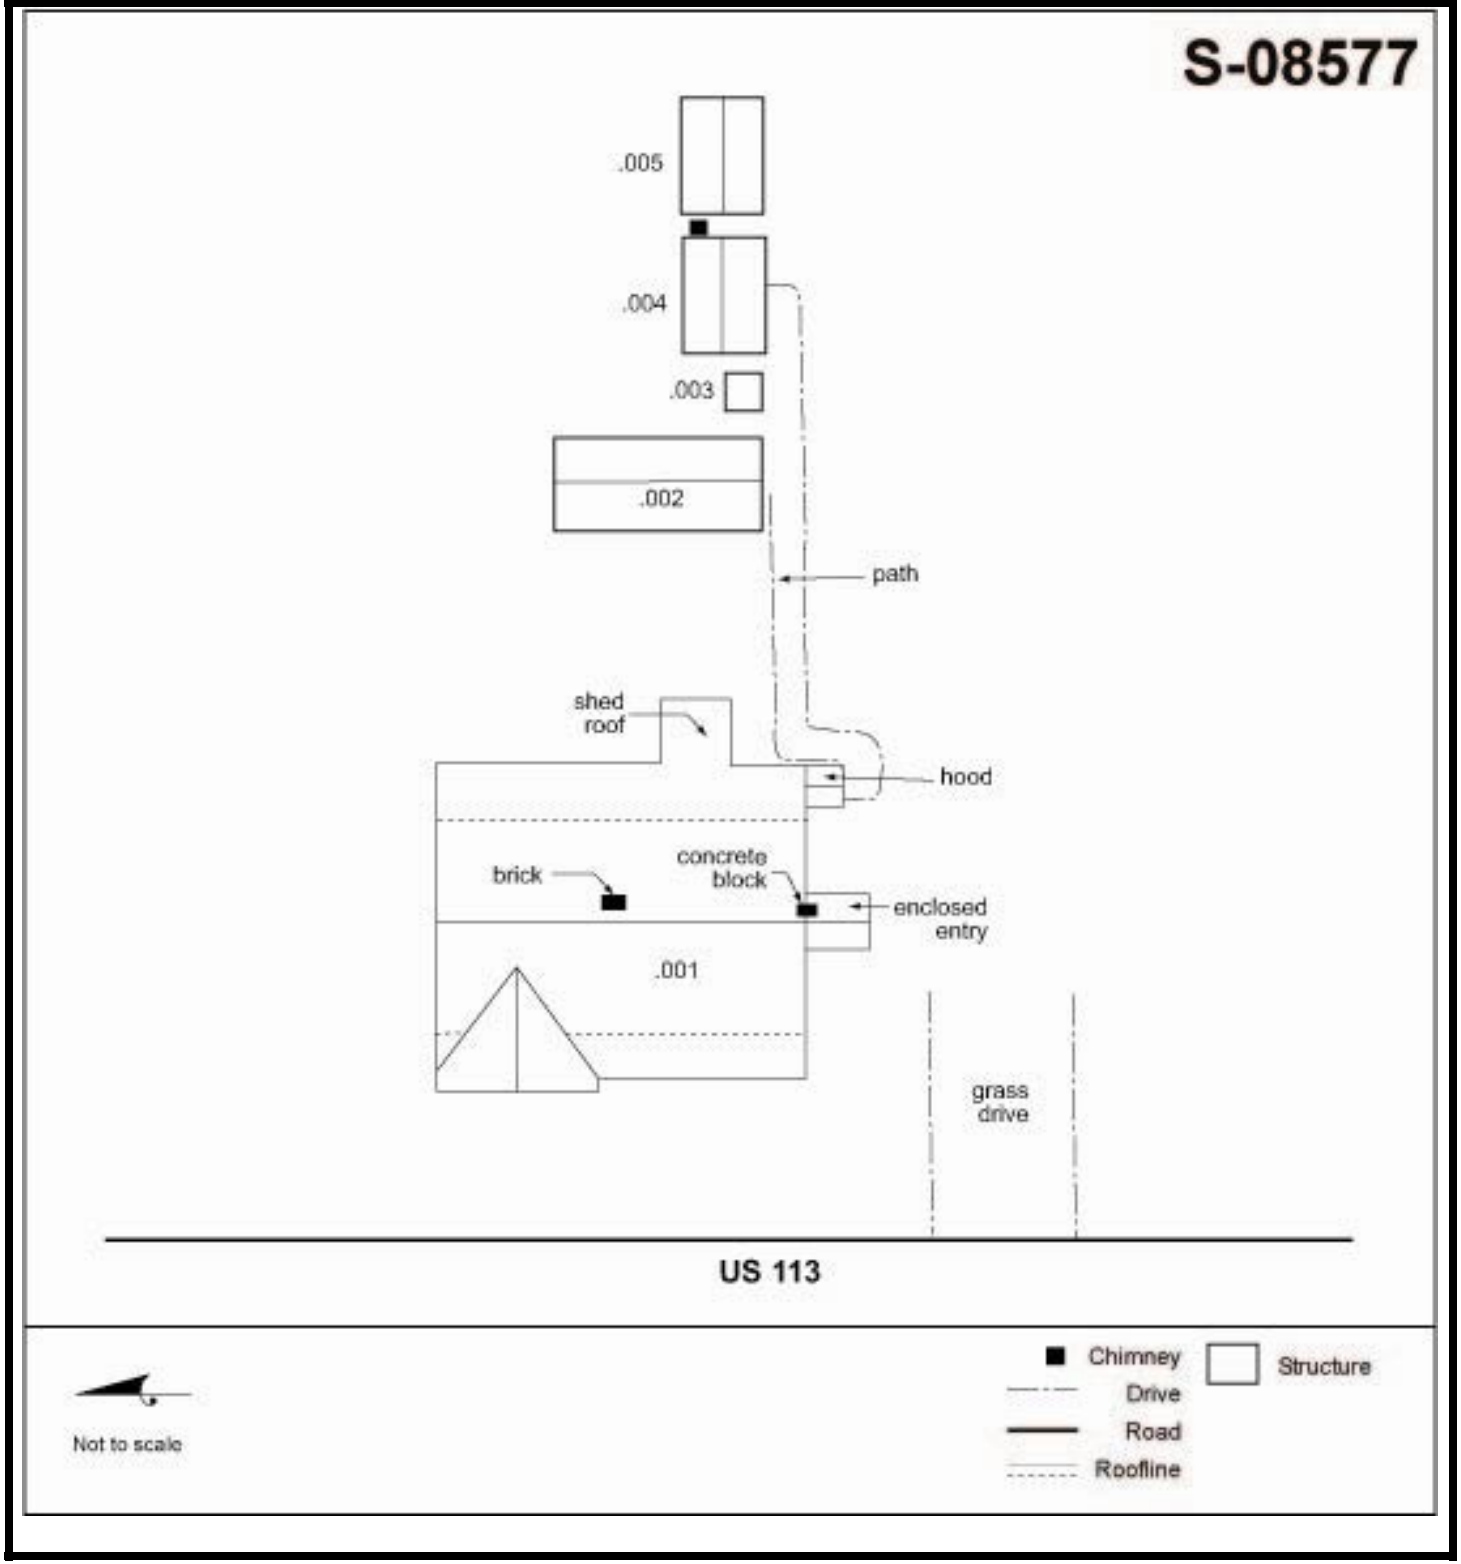 S-08577
.005
.004
.003
.002
path
shed
roof
hood
brick
concrete
block
enclosed
entry
.001
grass
drive
US 113
Chimney
Structure
Drive
Road
Roofline
Not to scale